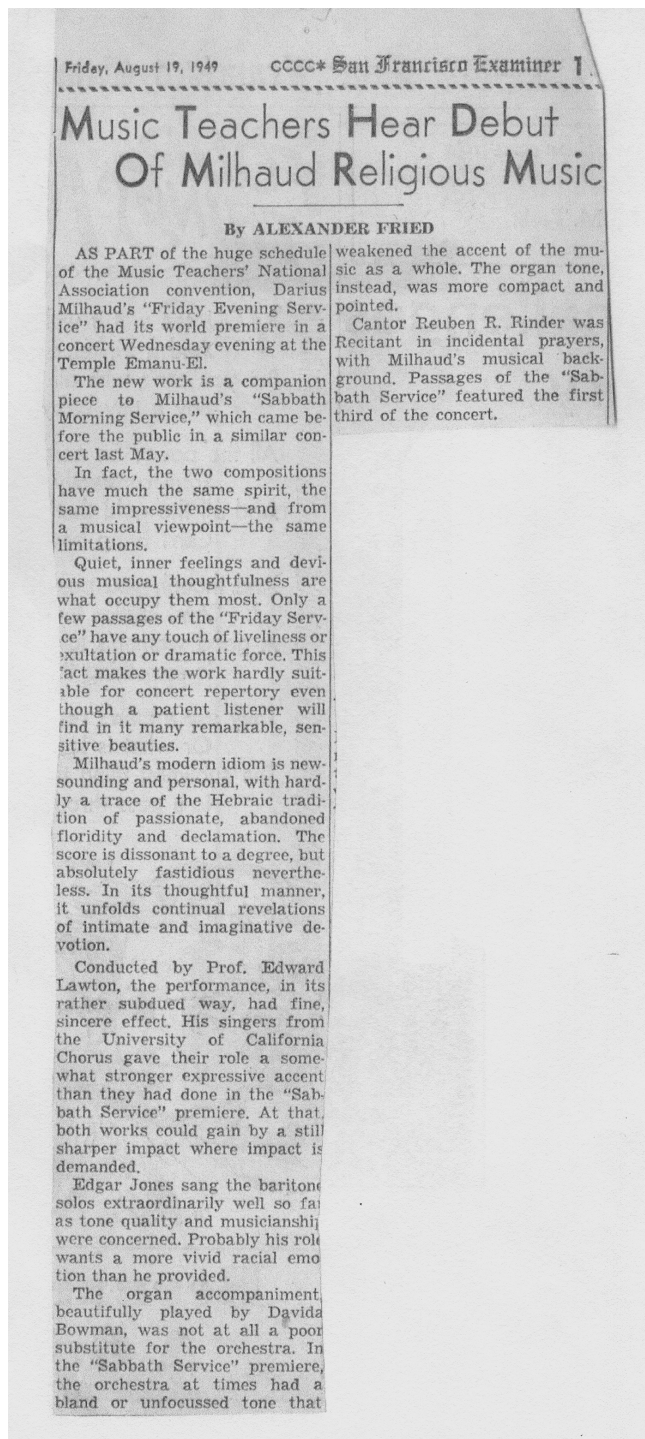 Friday, August 19, 1949 CCCC* San Francisco Examiner 1
Music Teachers Hear Debut
Of Milhaud Religious Music
By ALEXANDER FRIED
AS PART of the huge schedule
of the Music Teachers' National
Association convention, Darius
Milhaud's "Friday Evening Serv-
ice" had its world premiere in a
concert Wednesday evening at the
Temple Emanu-El.
The new work is a companion
piece to Milhaud's "Sabbath
Morning Service," which came be-
fore the public in a similar con-
cert last May.
In fact, the two compositions
have much the same spirit, the
same impressiveness—and from
a musical viewpoint—the same
limitations.
Quiet, inner feelings and devi-
ous musical thoughtfulness are
what occupy them most. Only a
few passages of the "Friday Serv-
ce" have any touch of liveliness or
exultation or dramatic force. This
fact makes the work hardly suit-
able for concert repertory even
though a patient listener will
find in it many remarkable, sen-
sitive beauties.
Milhaud's modern idiom is new-
sounding and personal, with hard-
ly a trace of the Hebraic tradi-
tion of passionate, abandoned
floridity and declamation. The
score is dissonant to a degree, but
absolutely fastidious neverthe-
less. In its thoughtful manner,
it unfolds continual revelations
of intimate and imaginative de-
votion.
Conducted by Prof. Edward
Lawton, the performance, in its
rather subdued way, had fine,
sincere effect. His singers from
the University of California
Chorus gave their role a some-
what stronger expressive accent
than they had done in the "Sab-
bath Service" premiere. At that,
both works could gain by a still
sharper impact where impact is
demanded.
Edgar Jones sang the baritone
solos extraordinarily well so far
as tone quality and musicianship
were concerned. Probably his role
wants a more vivid racial emo
tion than he provided.
The organ accompaniment,
beautifully played by Davida
Bowman, was not at all a poor
substitute for the orchestra. In
the "Sabbath Service" premiere,
the orchestra at times had a
bland or unfocussed tone that
weakened the accent of the mu-
sic as a whole. The organ tone,
instead, was more compact and
pointed.
Cantor Reuben R. Rinder was
Recitant in incidental prayers,
with Milhaud's musical back-
ground. Passages of the "Sab-
bath Service" featured the first
third of the concert.